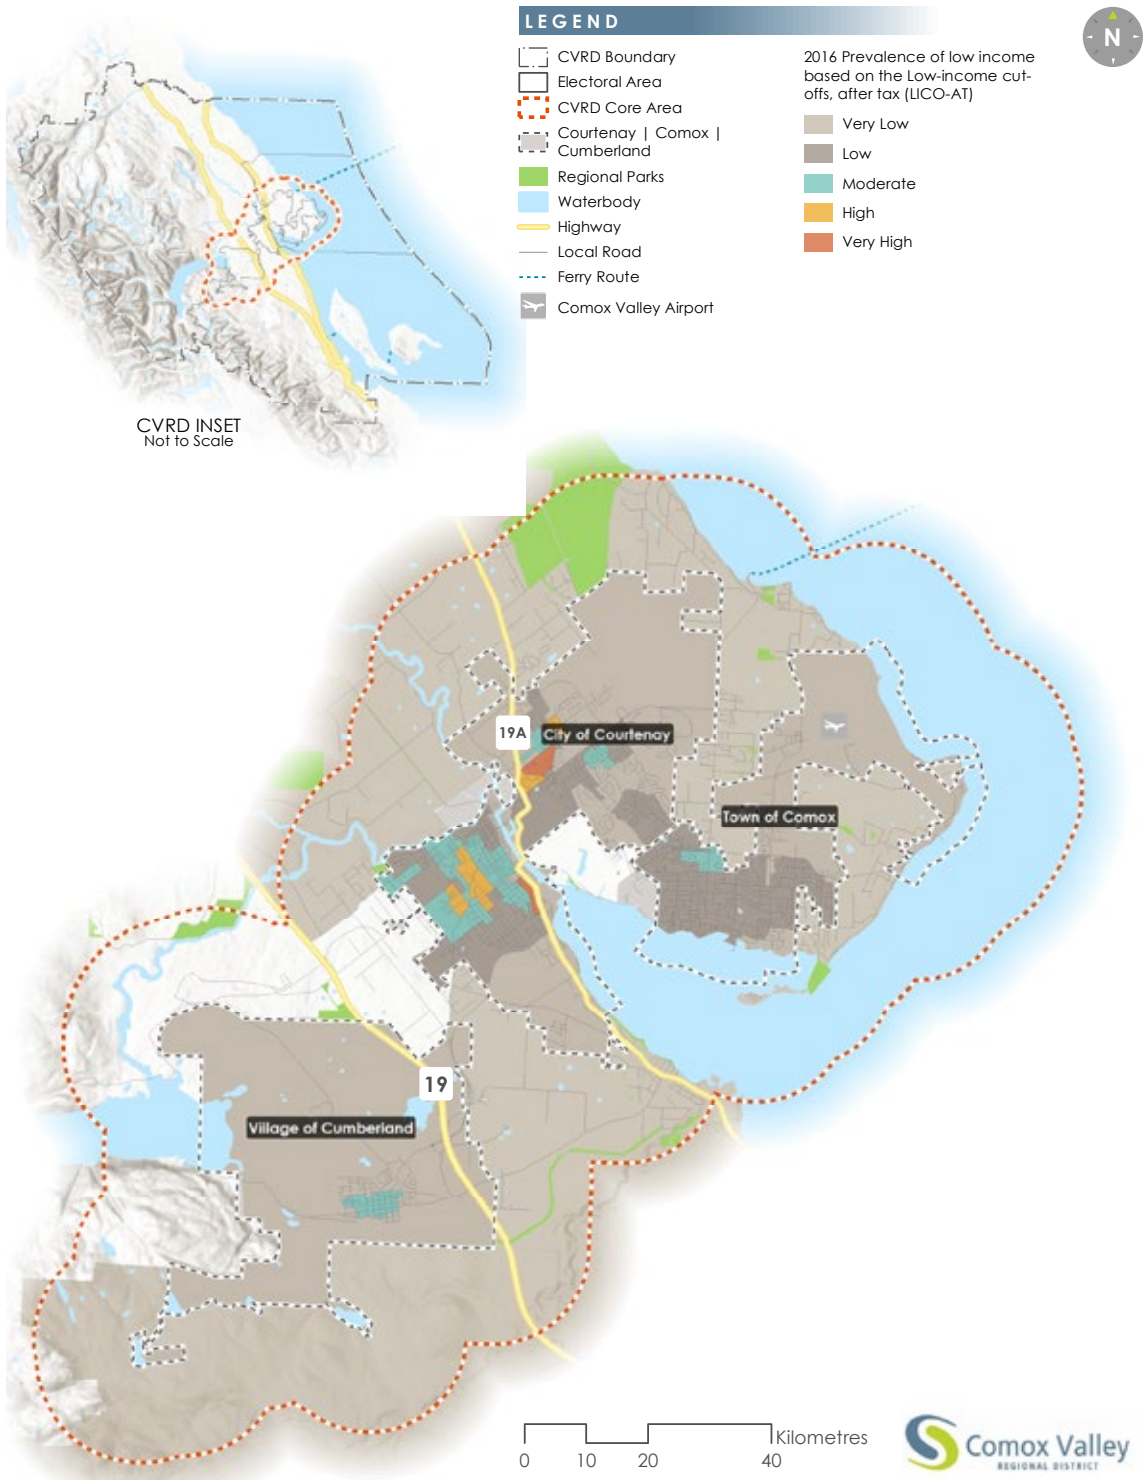 LEGEND
CVRD Boundary
Electoral Area
CVRD Core Area
Courtenay | Comox |
Cumberland
Regional Parks
Waterbody
Highway
Local Road
Ferry Route
Comox Valley Airport
2016 Prevalence of low income
based on the Low-income cut-
offs, after tax (LICO-AT)
Very Low
Low
Moderate
High
Very High
N
CVRD INSET
Not to Scale
19A
City of Courtenay
Town of Comox
19
Village of Cumberland
Kilometres
0 10 20 40
Comox Valley
REGIONAL DISTRICT